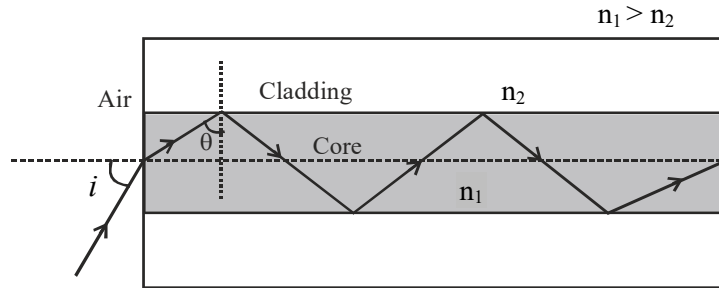 n₁ > n₂
Air
Cladding
n₂
θ
Core
i
n₁